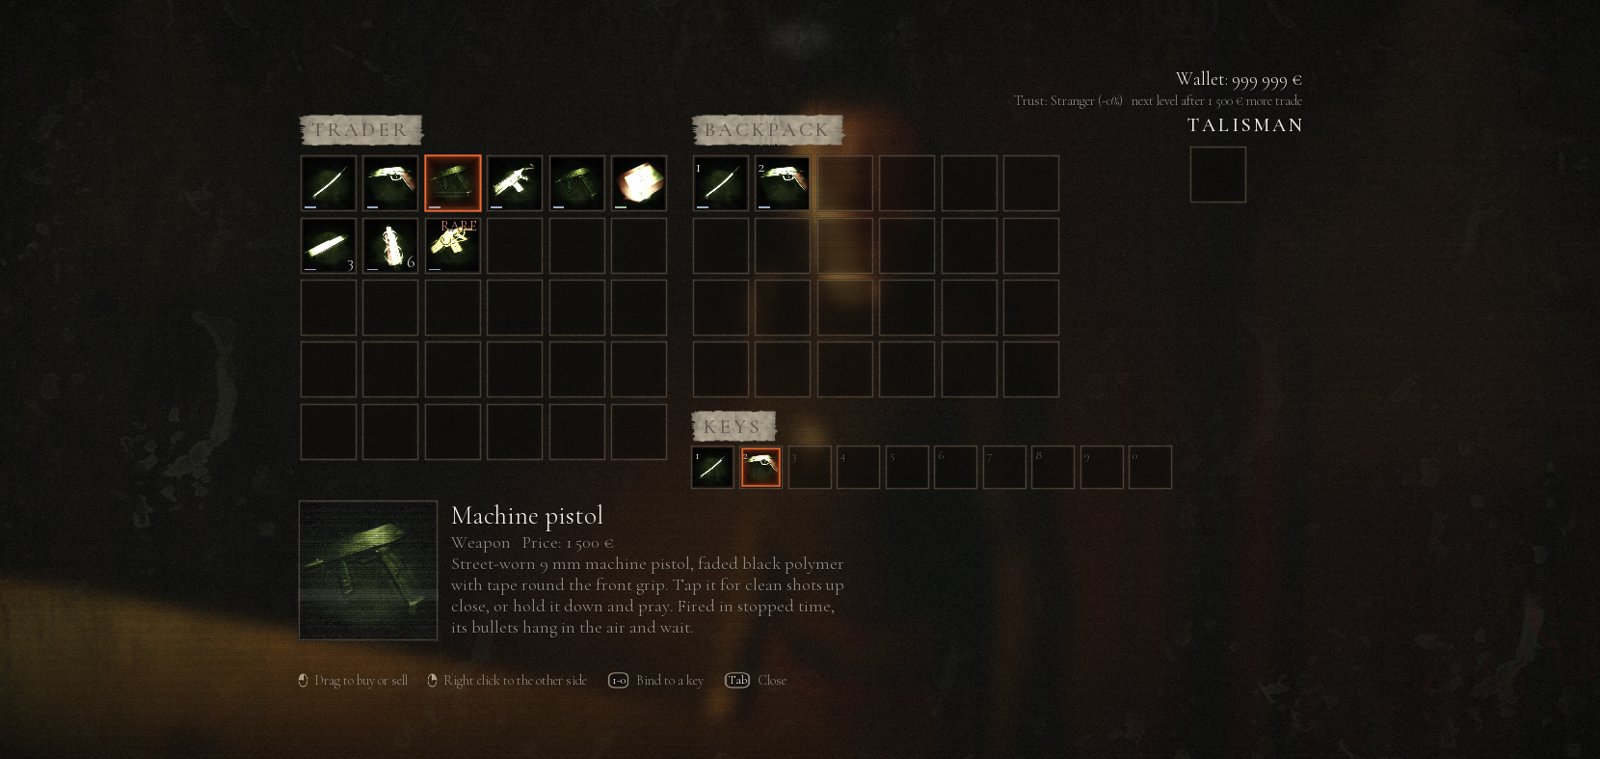 Wallet: 999 999 €
Trust: Stranger (-0%) next level after 1 500 € more trade
TRADER
BACKPACK
TALISMAN
1
2
RARE
3
6
KEYS
1
2
3
4
5
6
7
8
9
0
Machine pistol
Weapon Price: 1 500 €
Street-worn 9 mm machine pistol, faded black polymer
with tape round the front grip. Tap it for clean shots up
close, or hold it down and pray. Fired in stopped time,
its bullets hang in the air and wait.
Drag to buy or sell
Right click to the other side
1-0 Bind to a key
Tab Close